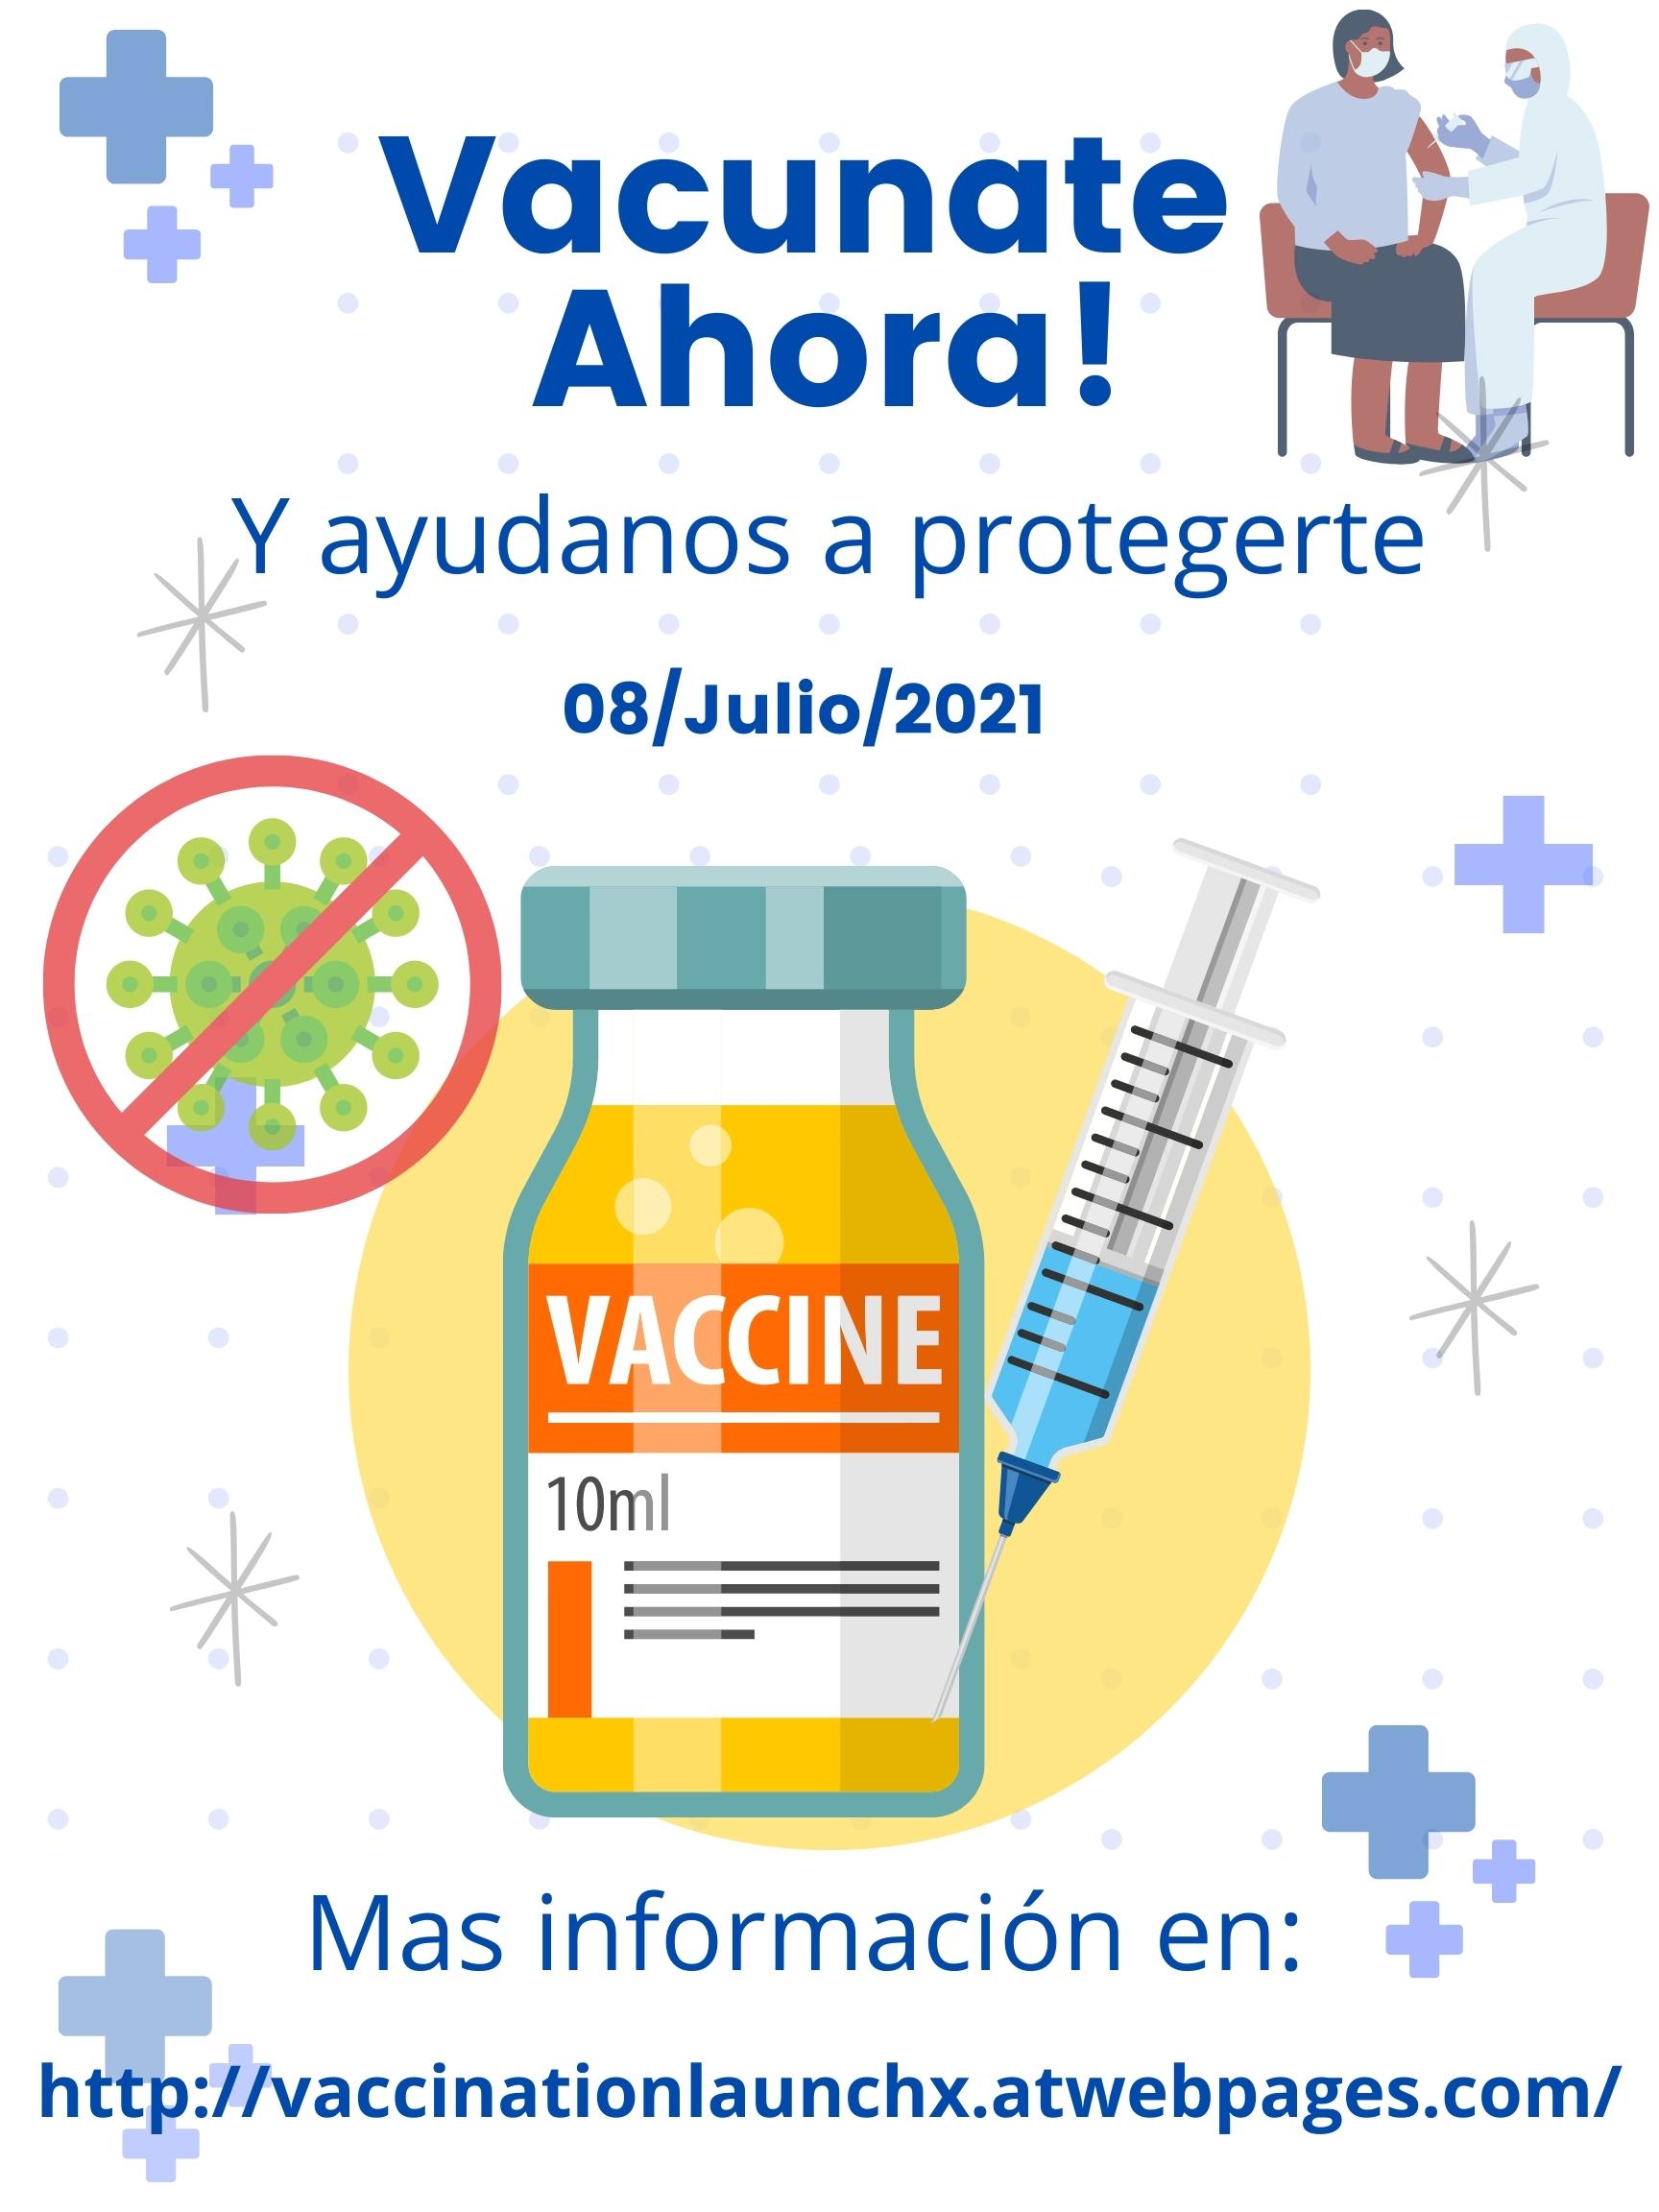 Vacunate
Ahora!
Y ayudanos a protegerte
08/Julio/2021
VACCINE
10ml
Mas información en:
http://vaccinationlaunchx.atwebpages.com/